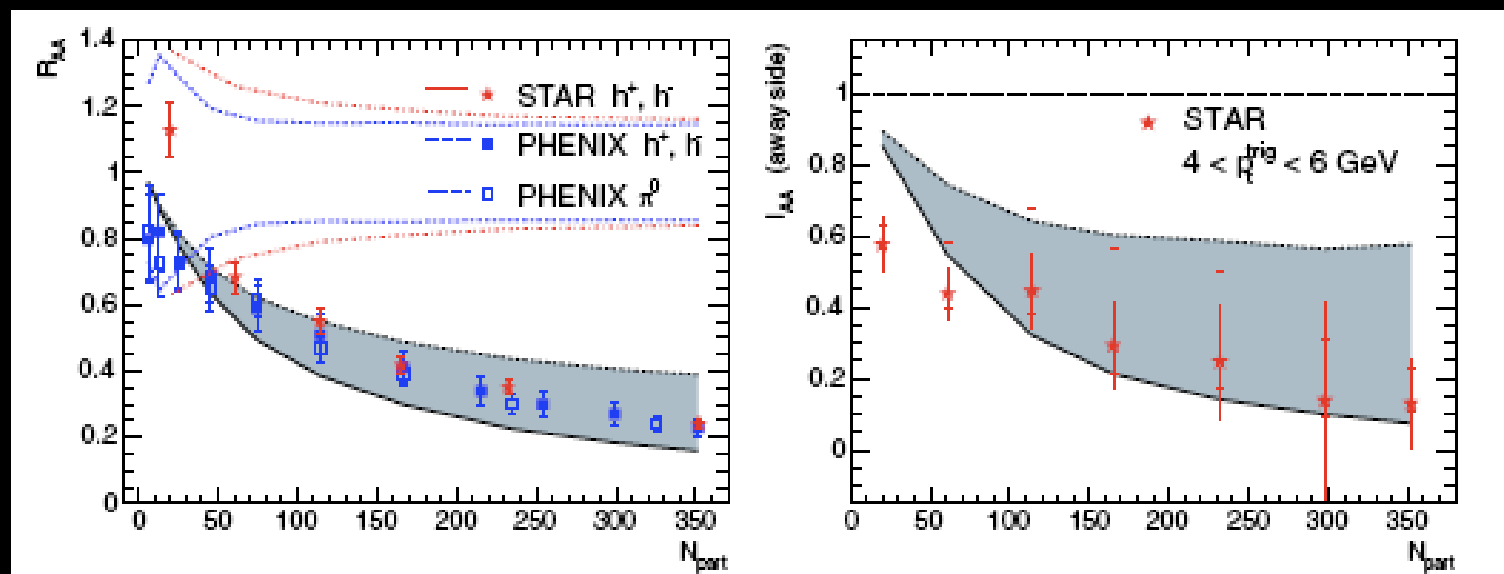 R_AA
1.4
1.2
1
0.8
0.6
0.4
0.2
0
STAR h⁺, h⁻
PHENIX h⁺, h⁻
PHENIX π⁰
0 50 100 150 200 250 300 350
N_part
I_AA (away side)
1
0.8
0.6
0.4
0.2
0
STAR
4 < p_t^trig < 6 GeV
0 50 100 150 200 250 300 350
N_part